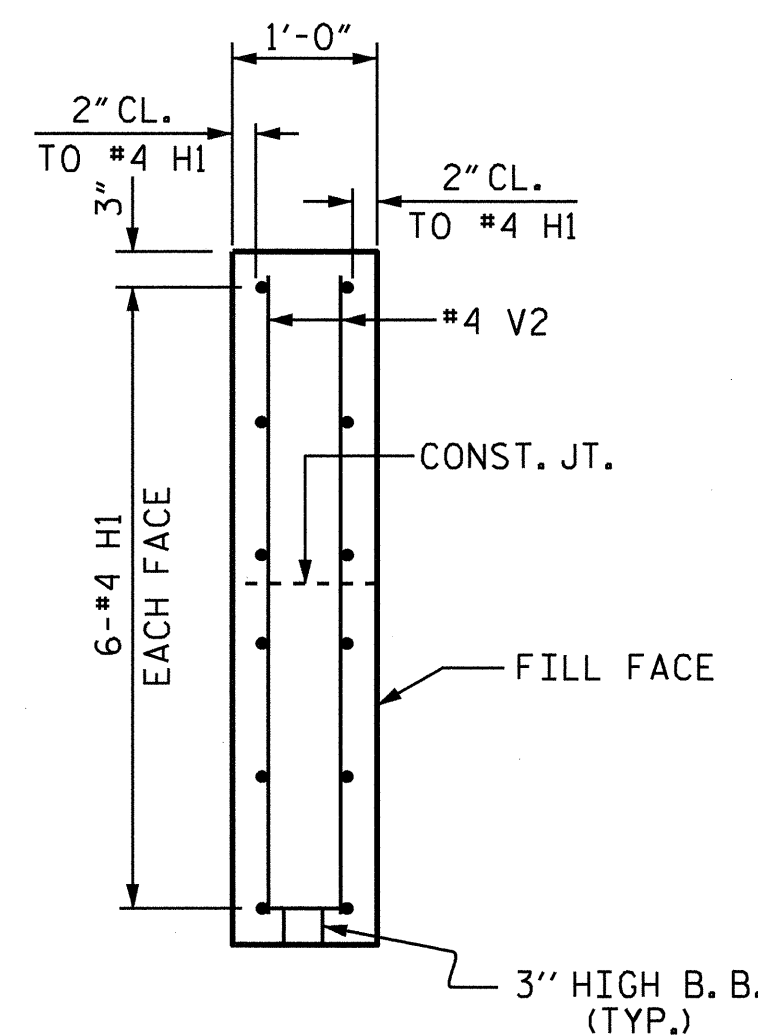 1'-0"
2" CL.
TO #4 H1
3"
2" CL.
TO #4 H1
#4 V2
CONST. JT.
6-#4 H1
EACH FACE
FILL FACE
3" HIGH B. B.
(TYP.)